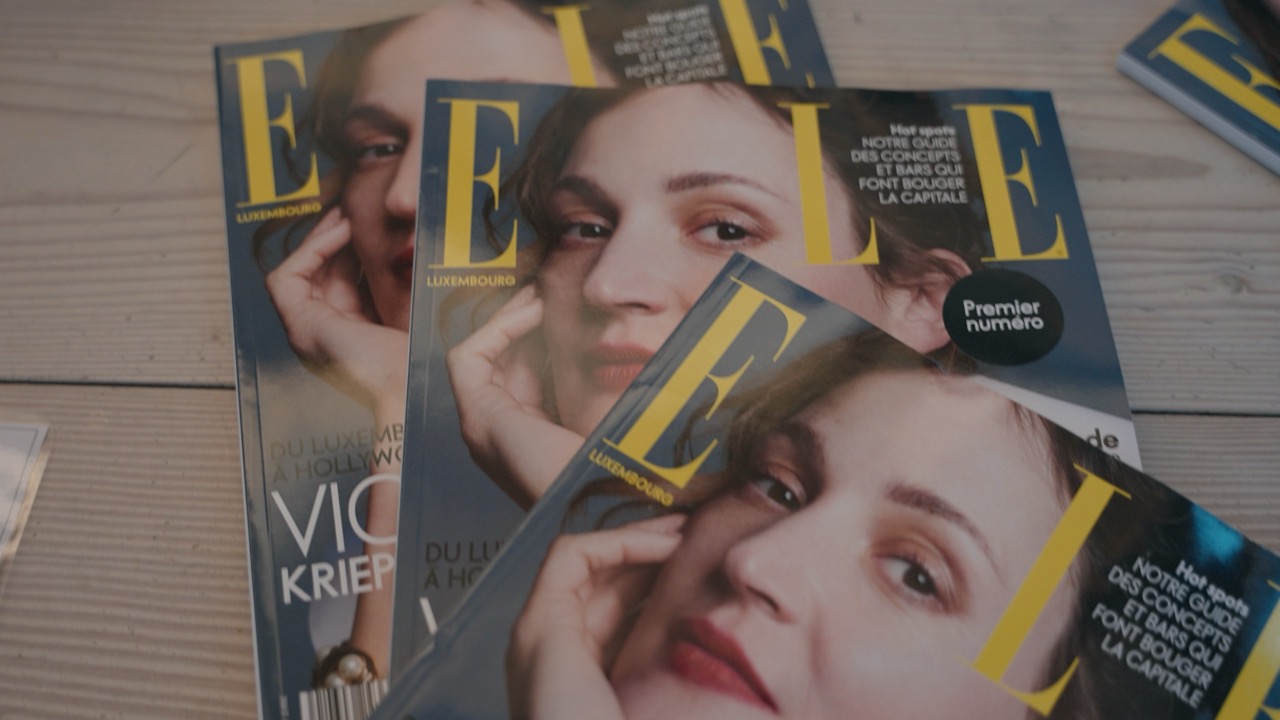 ELLE
LUXEMBOURG
Hot spots
NOTRE GUIDE
DES CONCEPTS
ET BARS QUI
FONT BOUGER
LA CAPITALE
DU LUXEMB
À HOLLYWO
VIC
KRIEP
ELLE
LUXEMBOURG
Hot spots
NOTRE GUIDE
DES CONCEPTS
ET BARS QUI
FONT BOUGER
LA CAPITALE
Premier
numéro
de
DU LU
À HO
V
ELLE
LUXEMBOURG
Hot spots
NOTRE GUIDE
DES CONCEPTS
ET BARS QUI
FONT BOUGER
LA CAPITALE
E